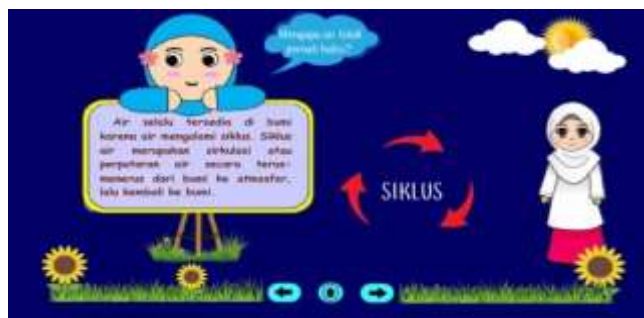 Mengapa air tidak
pernah habis?
Air selalu tersedia di bumi
karena air mengalami siklus. Siklus
air merupakan sirkulasi atau
perputaran air secara terus-
menerus dari bumi ke atmosfer,
lalu kembali ke bumi.
SIKLUS